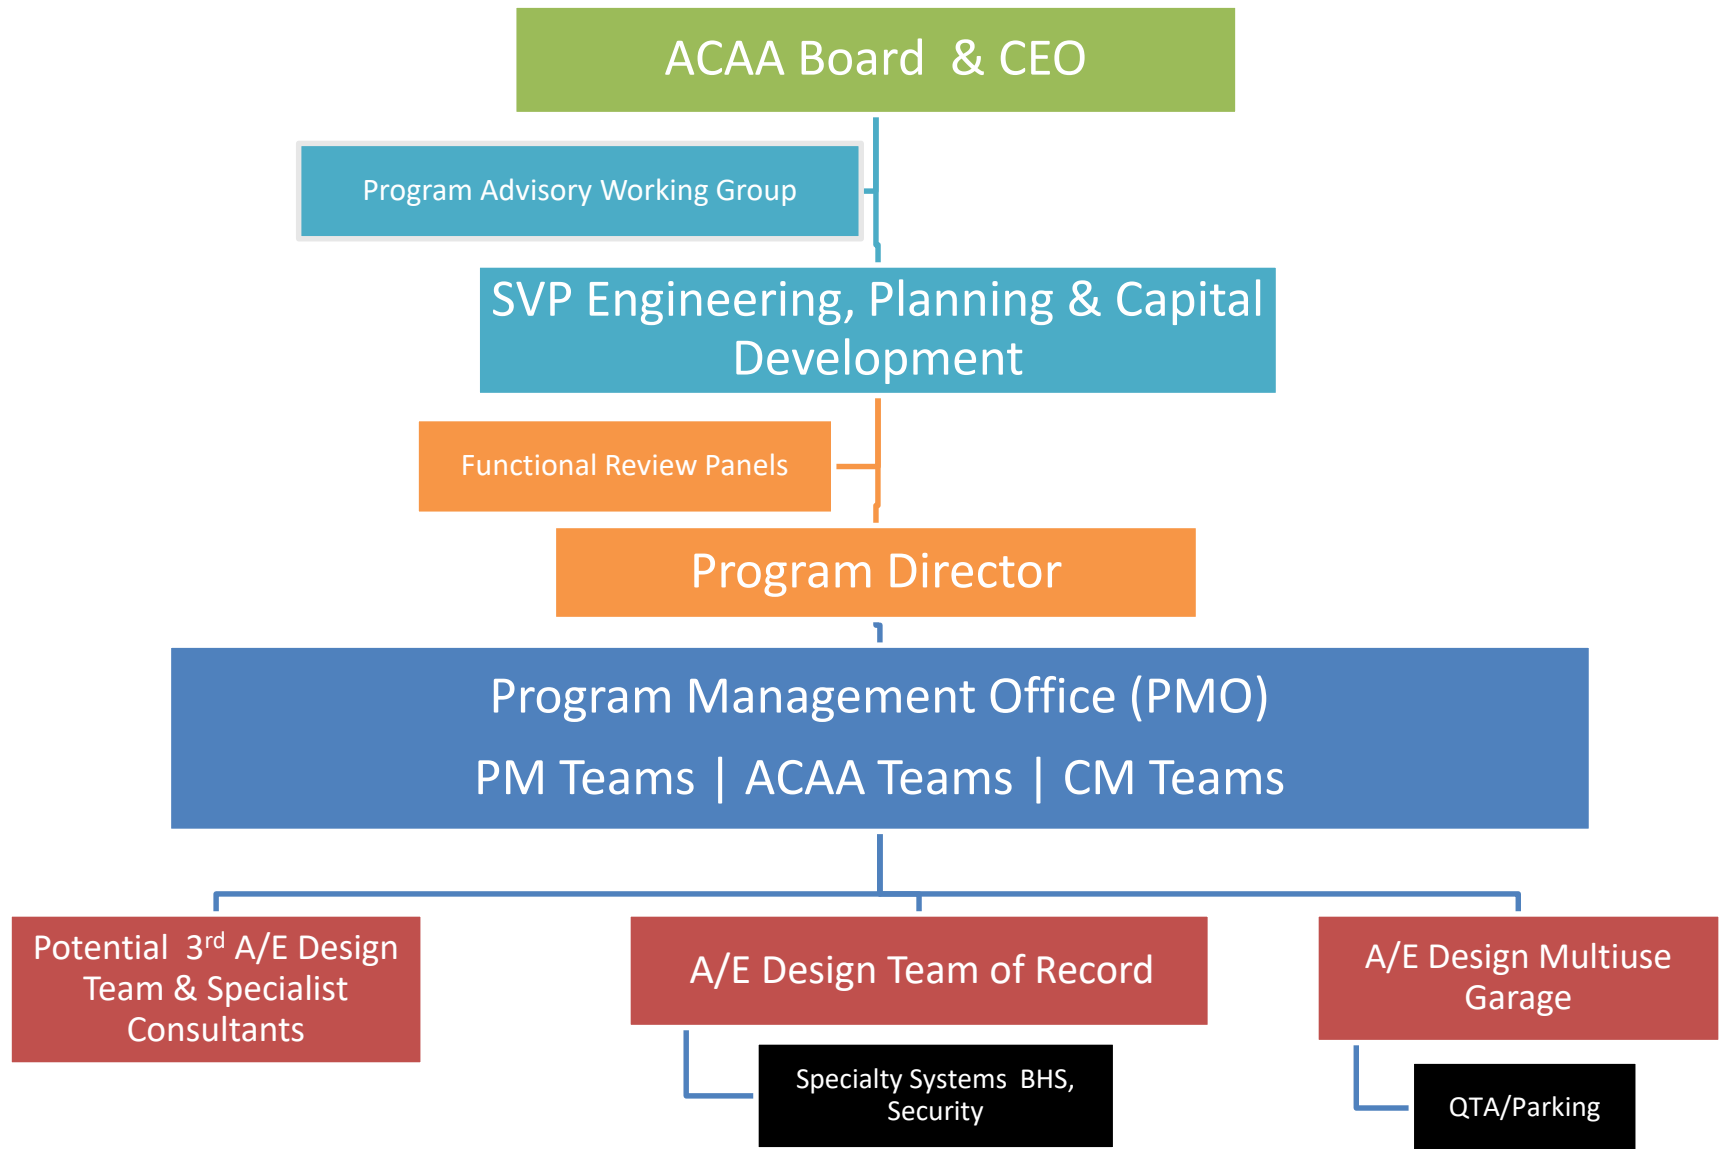 ACAA Board  & CEO
Program Advisory Working Group
SVP Engineering, Planning & Capital
Development
Functional Review Panels
Program Director
Program Management Office (PMO)
PM Teams | ACAA Teams | CM Teams
Potential  3rd A/E Design
Team & Specialist
Consultants
A/E Design Team of Record
Specialty Systems  BHS,
Security
A/E Design Multiuse
Garage
QTA/Parking